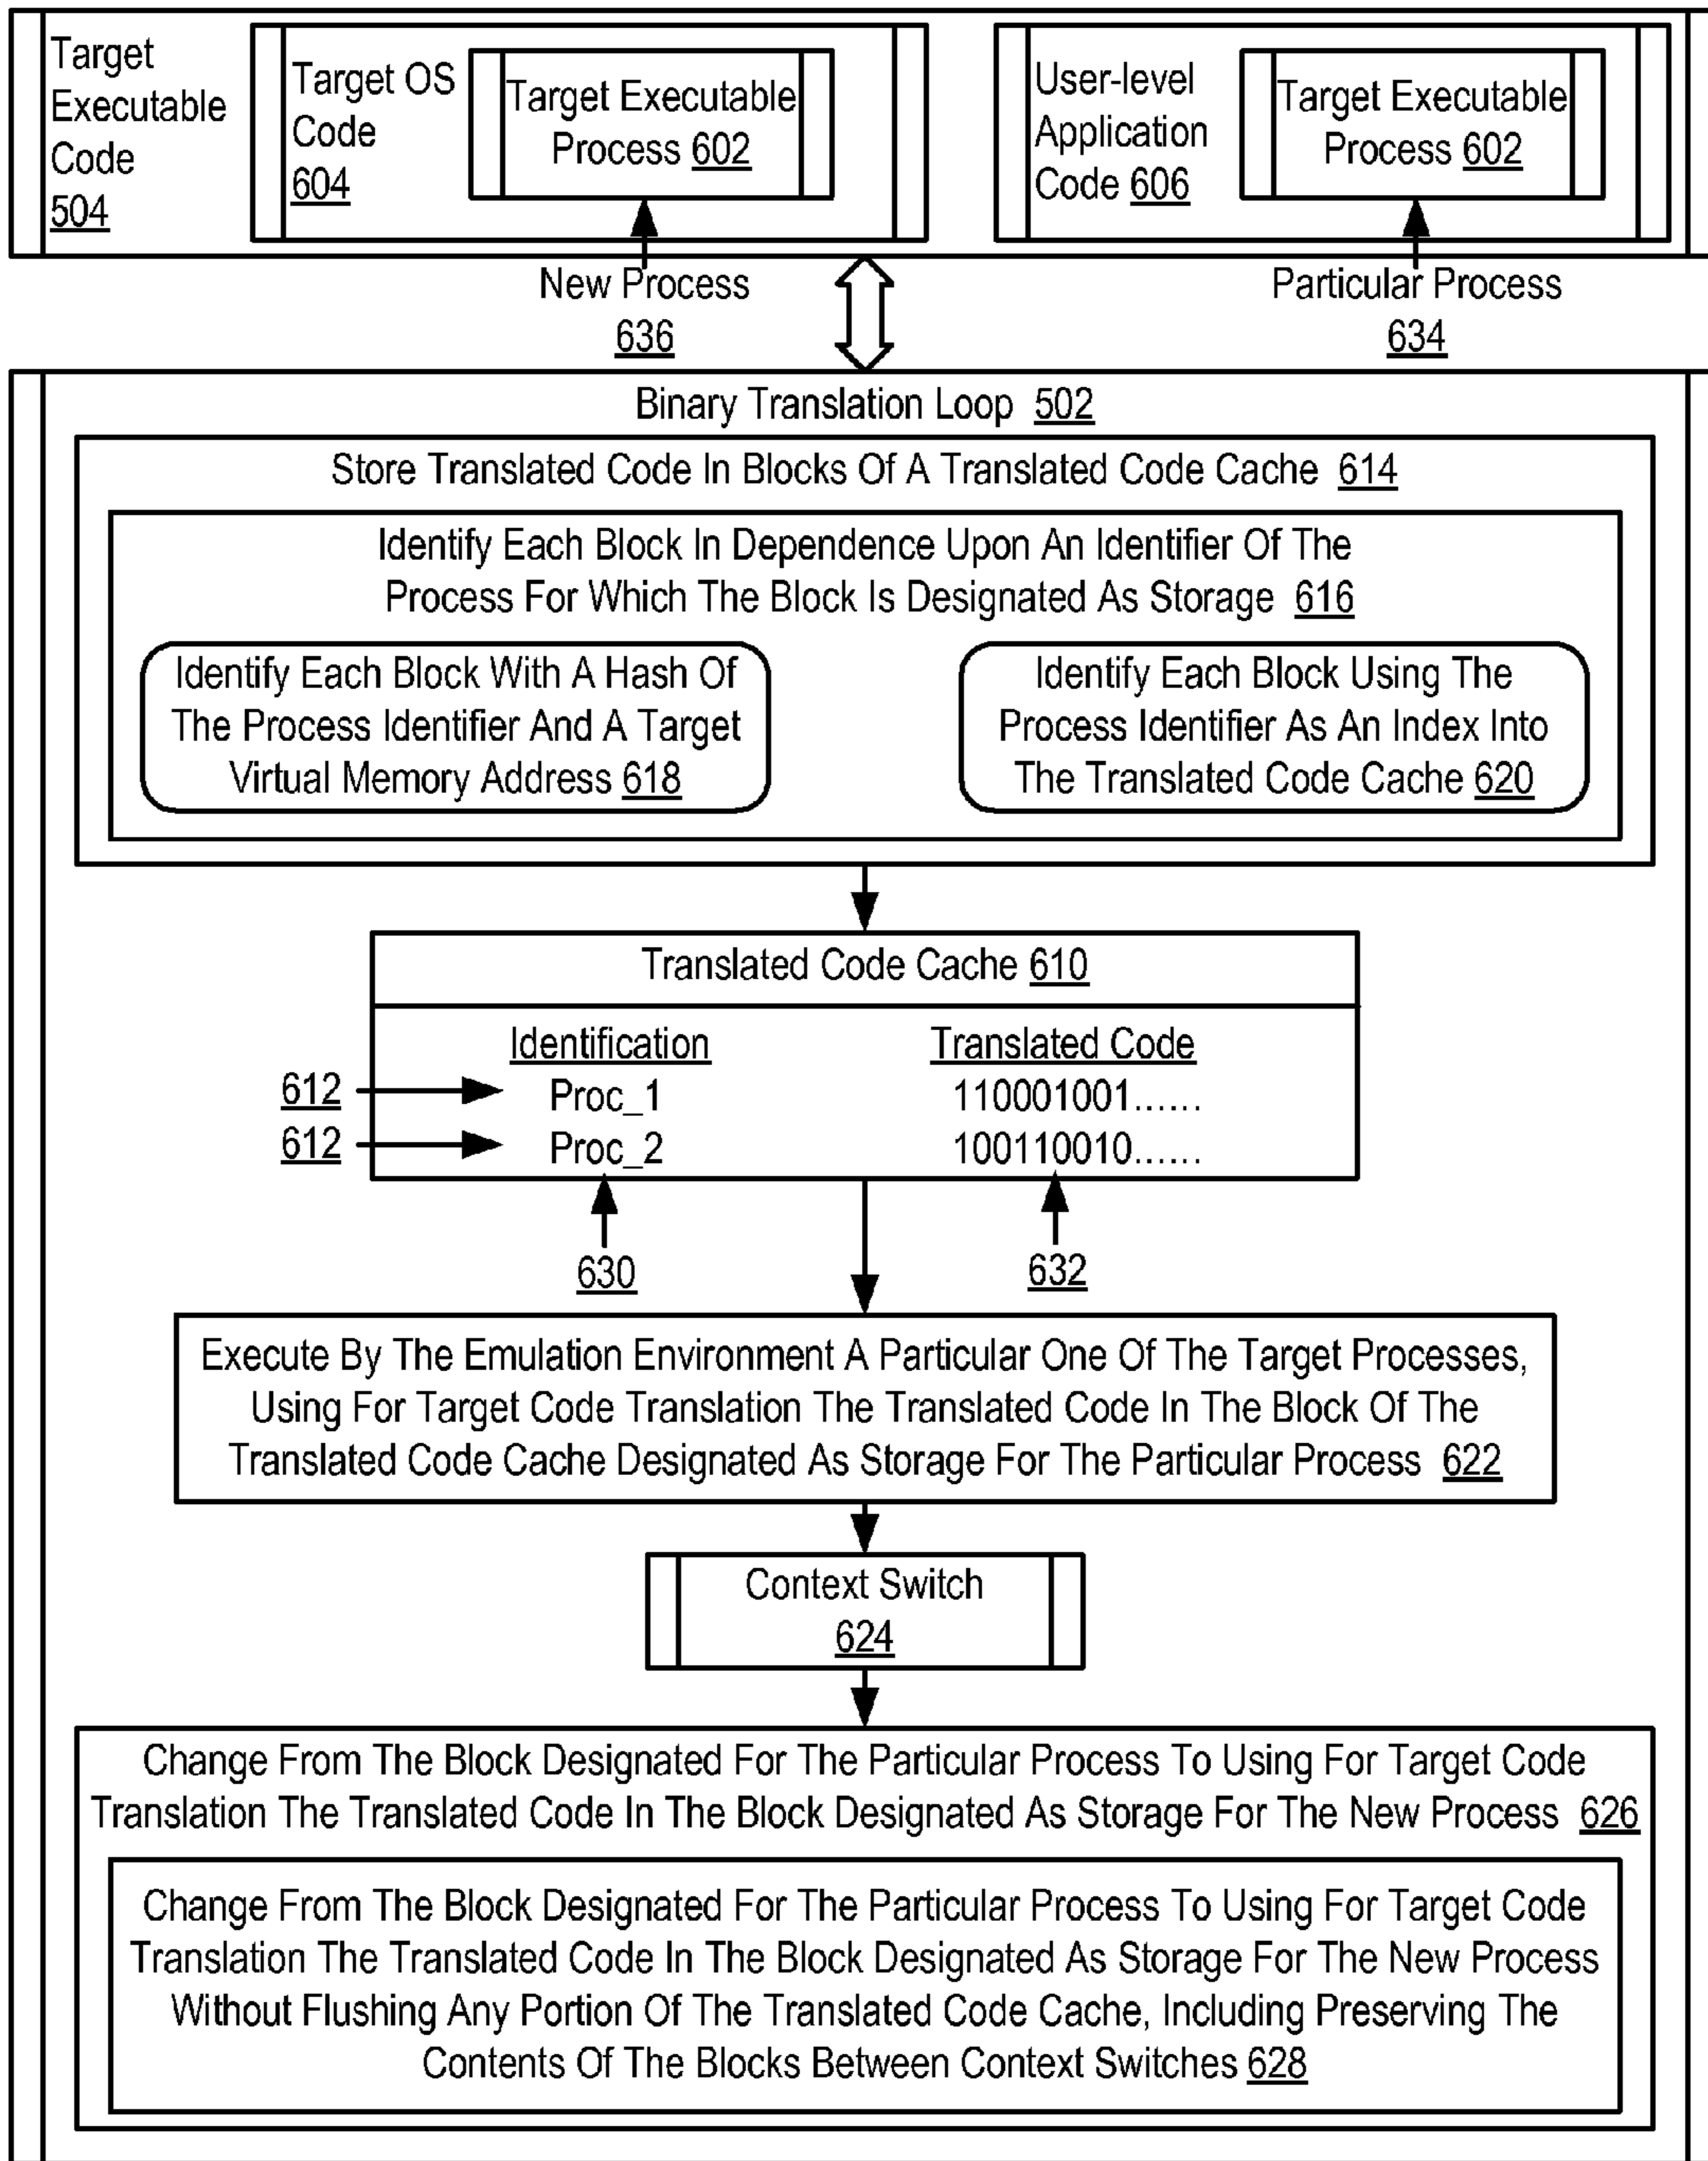 Target
Executable
Code
504
Target OS
Code
604
Target Executable
Process 602
User-level
Application
Code 606
Target Executable
Process 602
New Process
636
Particular Process
634
Binary Translation Loop 502
Store Translated Code In Blocks Of A Translated Code Cache 614
Identify Each Block In Dependence Upon An Identifier Of The
Process For Which The Block Is Designated As Storage 616
Identify Each Block With A Hash Of
The Process Identifier And A Target
Virtual Memory Address 618
Identify Each Block Using The
Process Identifier As An Index Into
The Translated Code Cache 620
Translated Code Cache 610
Identification Translated Code
612 Proc_1 110001001......
612 Proc_2 100110010......
630 632
Execute By The Emulation Environment A Particular One Of The Target Processes,
Using For Target Code Translation The Translated Code In The Block Of The
Translated Code Cache Designated As Storage For The Particular Process 622
Context Switch
624
Change From The Block Designated For The Particular Process To Using For Target Code
Translation The Translated Code In The Block Designated As Storage For The New Process 626
Change From The Block Designated For The Particular Process To Using For Target Code
Translation The Translated Code In The Block Designated As Storage For The New Process
Without Flushing Any Portion Of The Translated Code Cache, Including Preserving The
Contents Of The Blocks Between Context Switches 628